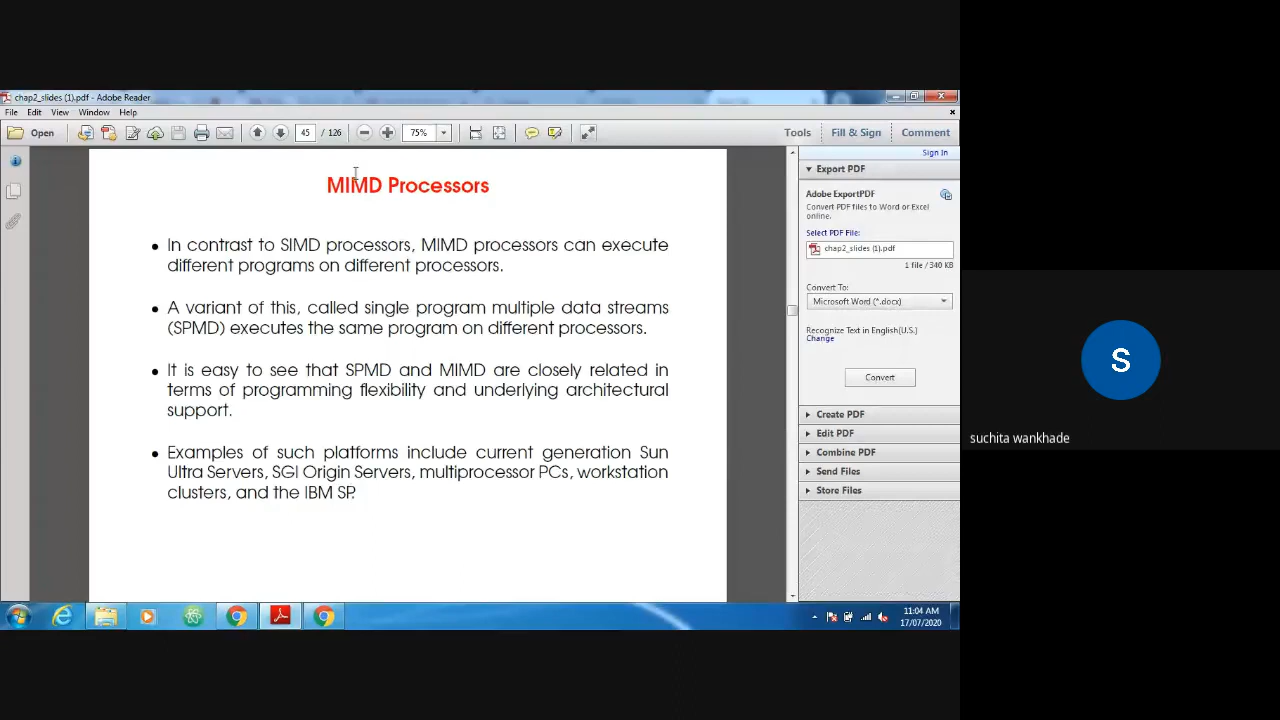 chap2_slides (1).pdf - Adobe Reader
File Edit View Window Help
Open 45 / 126 75% Tools Fill & Sign Comment
Sign In
MIMD Processors
• In contrast to SIMD processors, MIMD processors can execute
different programs on different processors.
• A variant of this, called single program multiple data streams
(SPMD) executes the same program on different processors.
• It is easy to see that SPMD and MIMD are closely related in
terms of programming flexibility and underlying architectural
support.
• Examples of such platforms include current generation Sun
Ultra Servers, SGI Origin Servers, multiprocessor PCs, workstation
clusters, and the IBM SP.
Export PDF
Adobe ExportPDF
Convert PDF files to Word or Excel
online.
Select PDF File:
chap2_slides (1).pdf
1 file / 340 KB
Convert To:
Microsoft Word (*.docx)
Recognize Text in English(U.S.)
Change
Convert
Create PDF
Edit PDF
Combine PDF
Send Files
Store Files
S
suchita wankhade
11:04 AM
17/07/2020